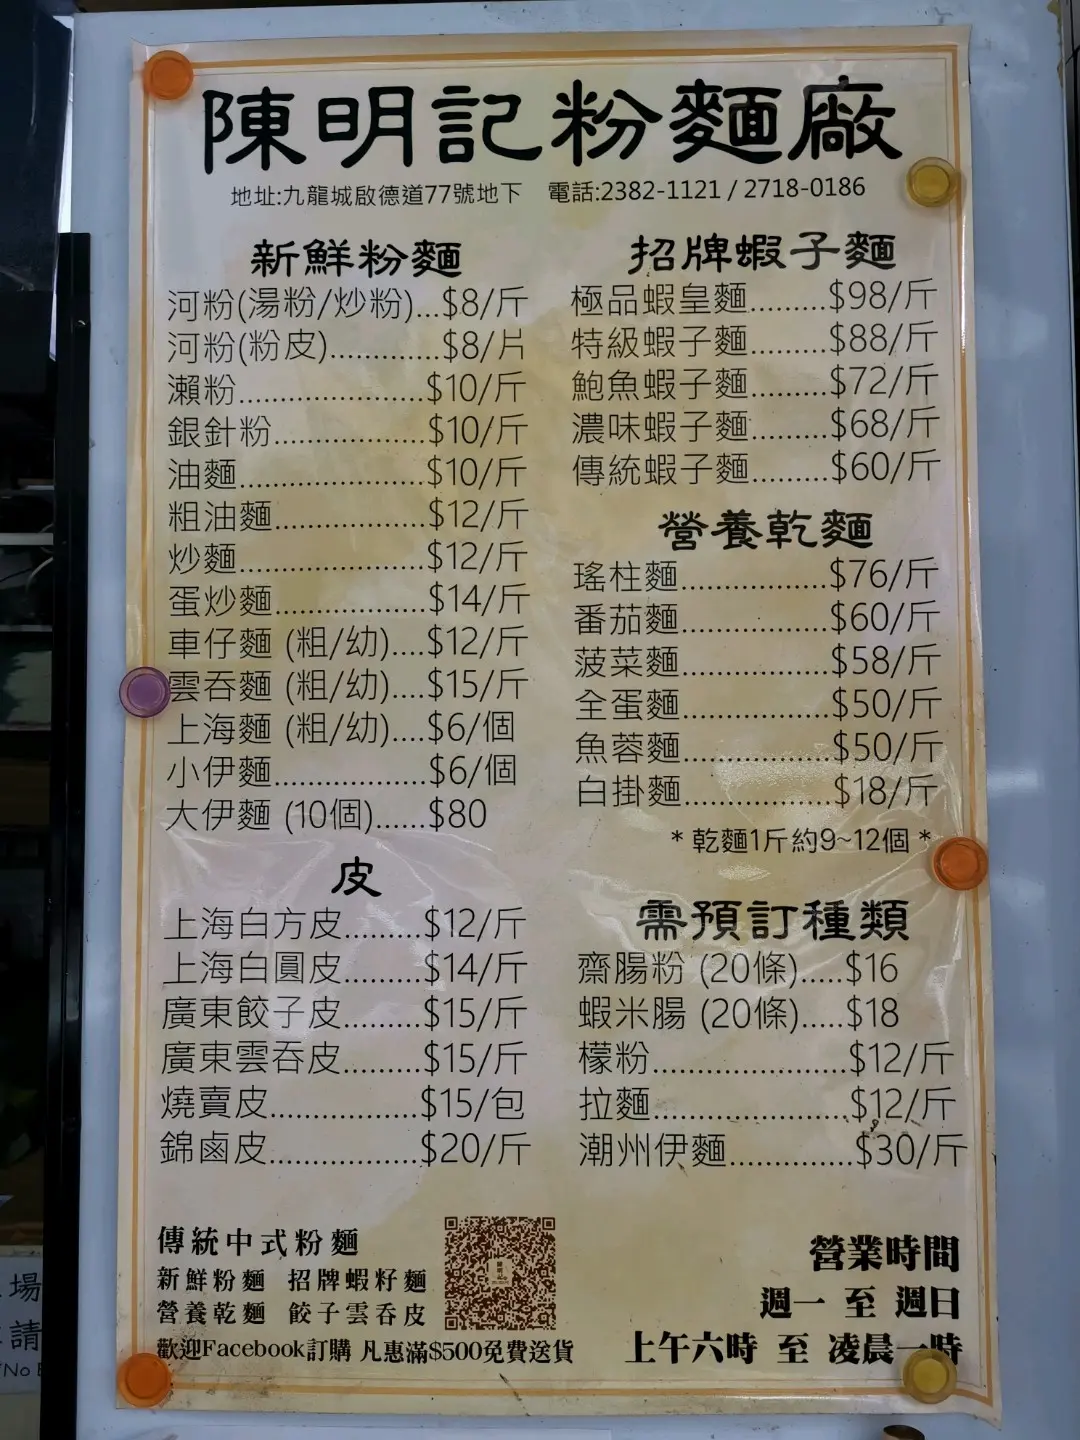 陳明記粉麵廠
地址:九龍城啟德道77號地下 電話:2382-1121 / 2718-0186
新鮮粉麵
河粉(湯粉/炒粉)...$8/斤
河粉(粉皮).............$8/片
瀨粉......................$10/斤
銀針粉..................$10/斤
油麵......................$10/斤
粗油麵..................$12/斤
炒麵......................$12/斤
蛋炒麵..................$14/斤
車仔麵 (粗/幼)....$12/斤
雲吞麵 (粗/幼)....$15/斤
上海麵 (粗/幼)....$6/個
小伊麵..................$6/個
大伊麵 (10個)......$80
皮
上海白方皮.........$12/斤
上海白圓皮.........$14/斤
廣東餃子皮.........$15/斤
廣東雲吞皮.........$15/斤
燒賣皮.................$15/包
錦鹵皮.................$20/斤
招牌蝦子麵
極品蝦皇麵.........$98/斤
特級蝦子麵.........$88/斤
鮑魚蝦子麵.........$72/斤
濃味蝦子麵.........$68/斤
傳統蝦子麵.........$60/斤
營養乾麵
瑤柱麵.................$76/斤
番茄麵.................$60/斤
菠菜麵.................$58/斤
全蛋麵.................$50/斤
魚蓉麵.................$50/斤
白掛麵.................$18/斤
* 乾麵1斤約9~12個 *
需預訂種類
齋腸粉 (20條).....$16
蝦米腸 (20條).....$18
檬粉.......................$12/斤
拉麵.......................$12/斤
潮州伊麵..............$30/斤
傳統中式粉麵
新鮮粉麵 招牌蝦籽麵
營養乾麵 餃子雲吞皮
歡迎Facebook訂購 凡惠滿$500免費送貨
營業時間
週一 至 週日
上午六時 至 凌晨一時
場
請
No